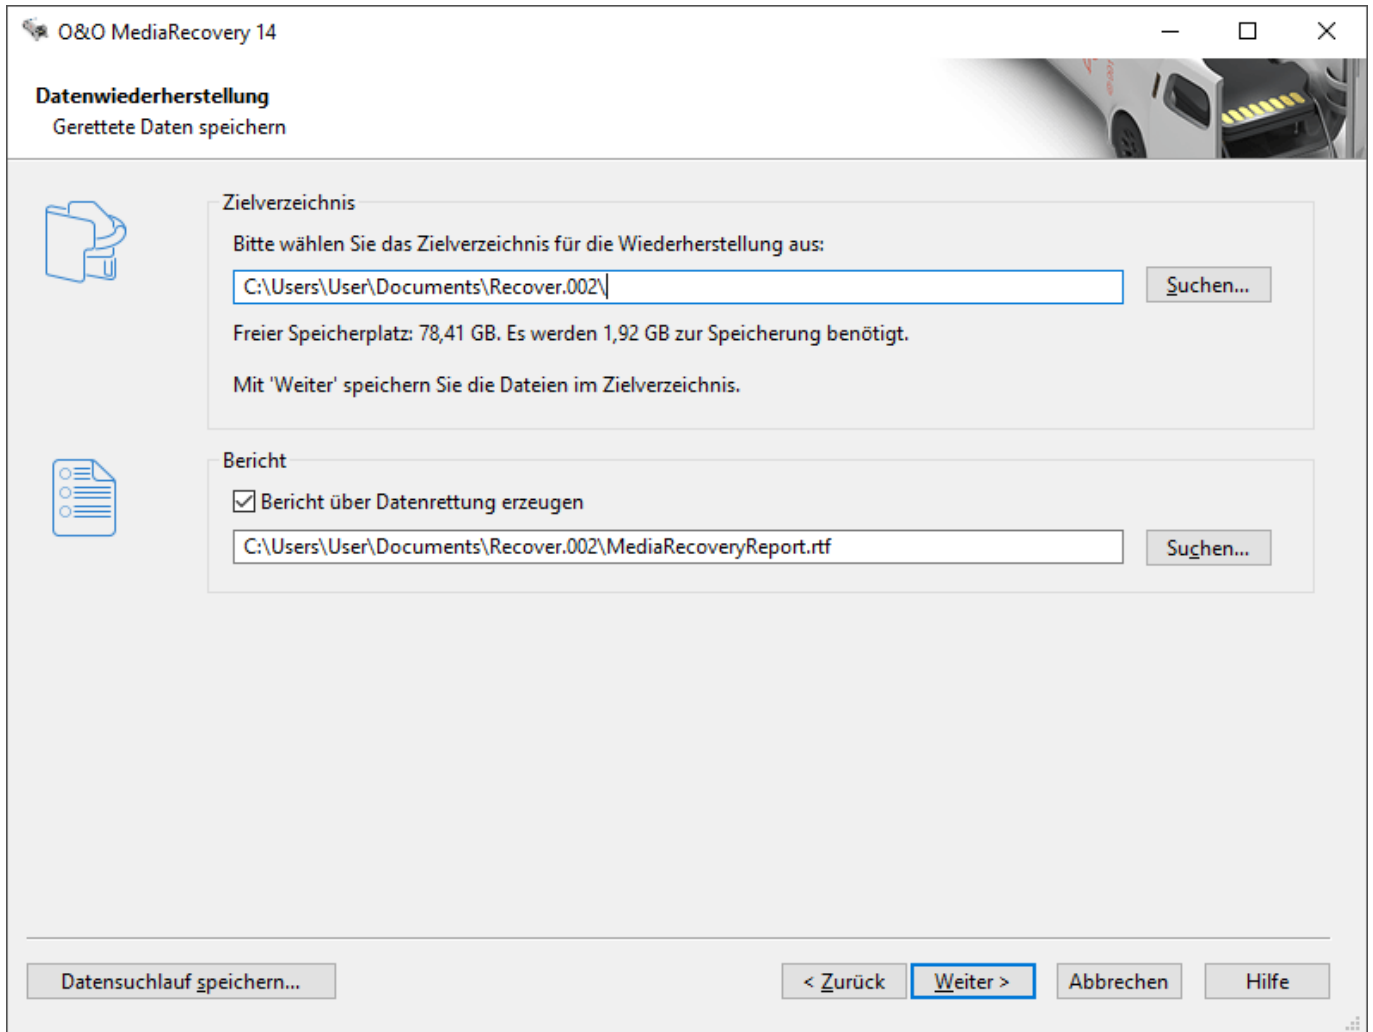 O&O MediaRecovery 14
Datenwiederherstellung
Gerettete Daten speichern
Zielverzeichnis
Bitte wählen Sie das Zielverzeichnis für die Wiederherstellung aus:
C:\Users\User\Documents\Recover.002\
Suchen...
Freier Speicherplatz: 78,41 GB. Es werden 1,92 GB zur Speicherung benötigt.
Mit 'Weiter' speichern Sie die Dateien im Zielverzeichnis.
Bericht
Bericht über Datenrettung erzeugen
C:\Users\User\Documents\Recover.002\MediaRecoveryReport.rtf
Suchen...
Datensuchlauf speichern...
< Zurück
Weiter >
Abbrechen
Hilfe